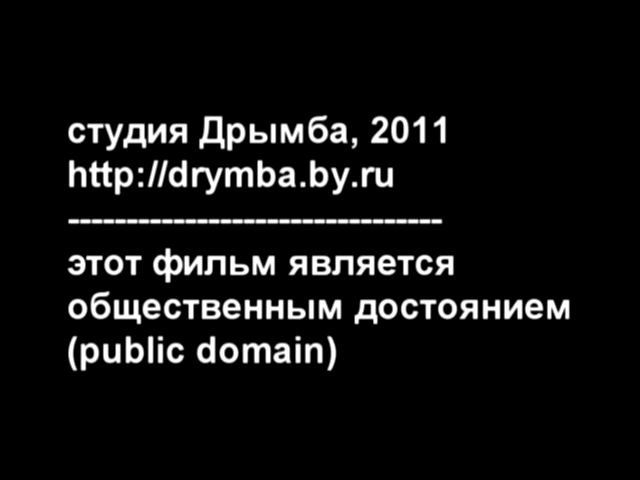 студия Дрымба, 2011
http://drymba.by.ru
--------------------------------
этот фильм является
общественным достоянием
(public domain)